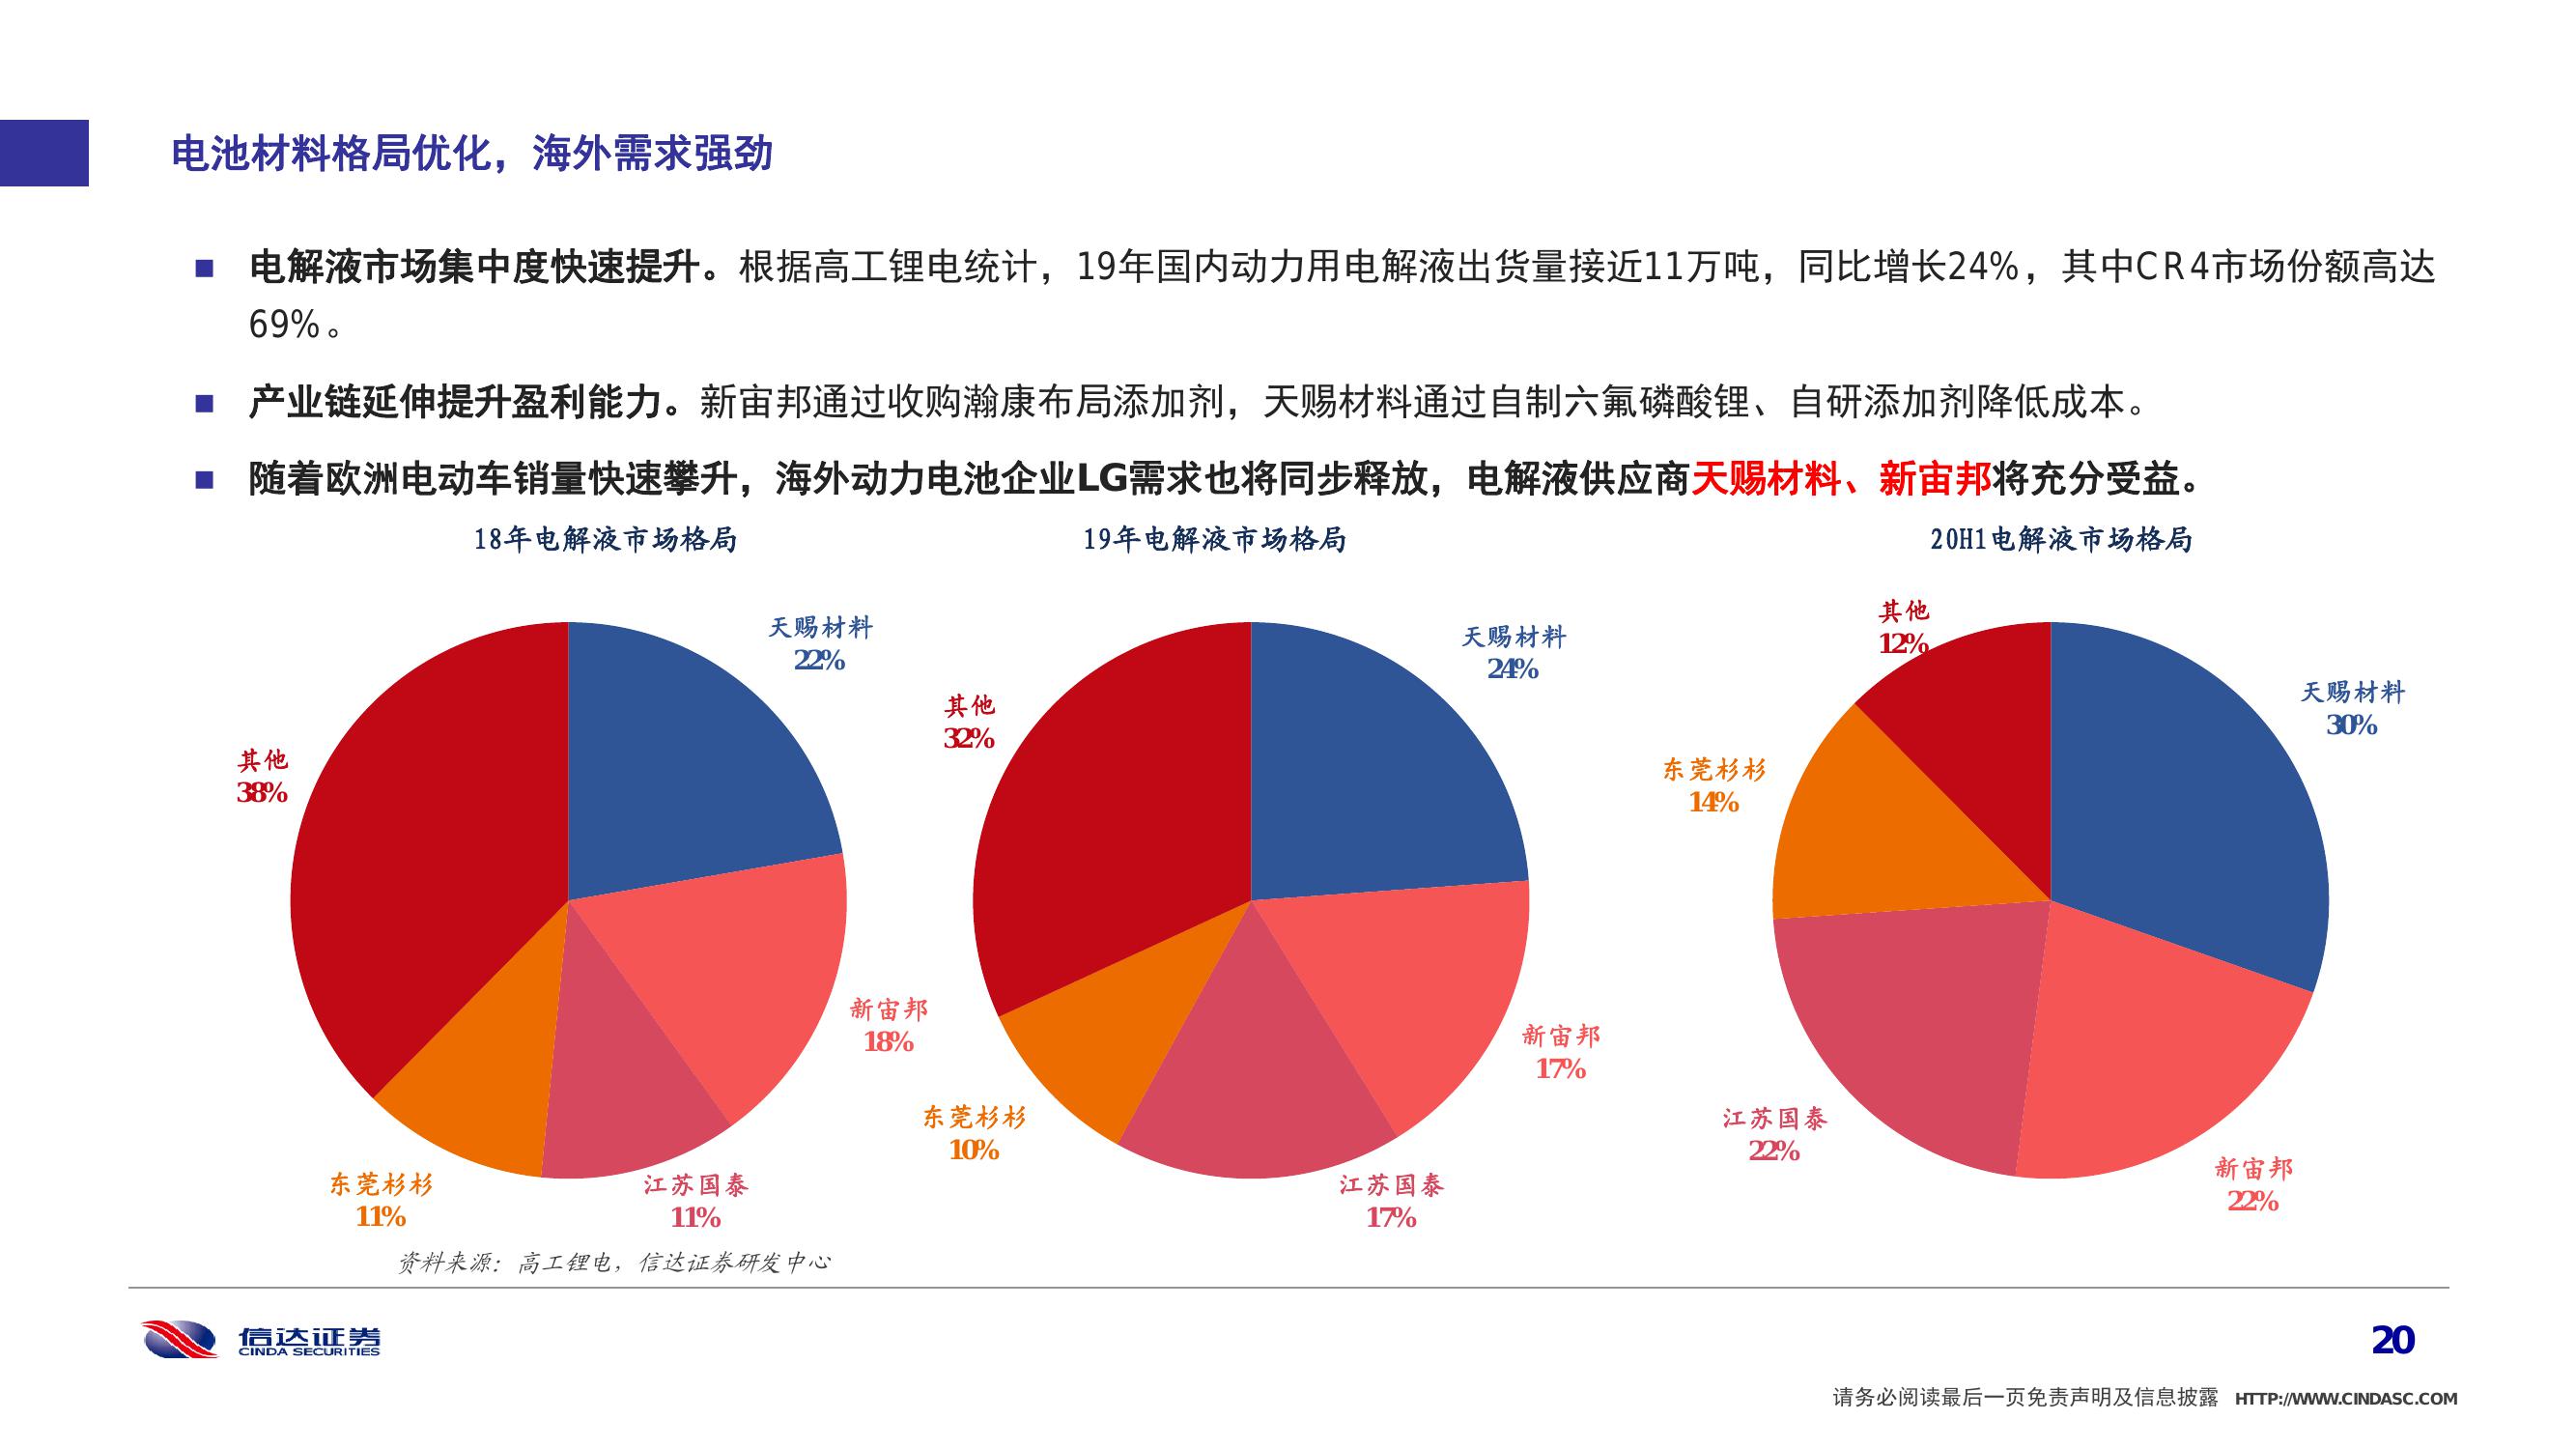 电池材料格局优化，海外需求强劲
■ 电解液市场集中度快速提升。根据高工锂电统计，19年国内动力用电解液出货量接近11万吨，同比增长24%，其中CR4市场份额高达
69%。
■ 产业链延伸提升盈利能力。新宙邦通过收购瀚康布局添加剂，天赐材料通过自制六氟磷酸锂、自研添加剂降低成本。
■ 随着欧洲电动车销量快速攀升，海外动力电池企业LG需求也将同步释放，电解液供应商天赐材料、新宙邦将充分受益。
18年电解液市场格局
天赐材料
22%
新宙邦
18%
江苏国泰
11%
东莞杉杉
11%
其他
38%
19年电解液市场格局
天赐材料
24%
新宙邦
17%
江苏国泰
17%
东莞杉杉
10%
其他
32%
20H1电解液市场格局
天赐材料
30%
新宙邦
22%
江苏国泰
22%
东莞杉杉
14%
其他
12%
资料来源：高工锂电，信达证券研发中心
信达证券
CINDA SECURITIES
20
请务必阅读最后一页免责声明及信息披露 HTTP://WWW.CINDASC.COM